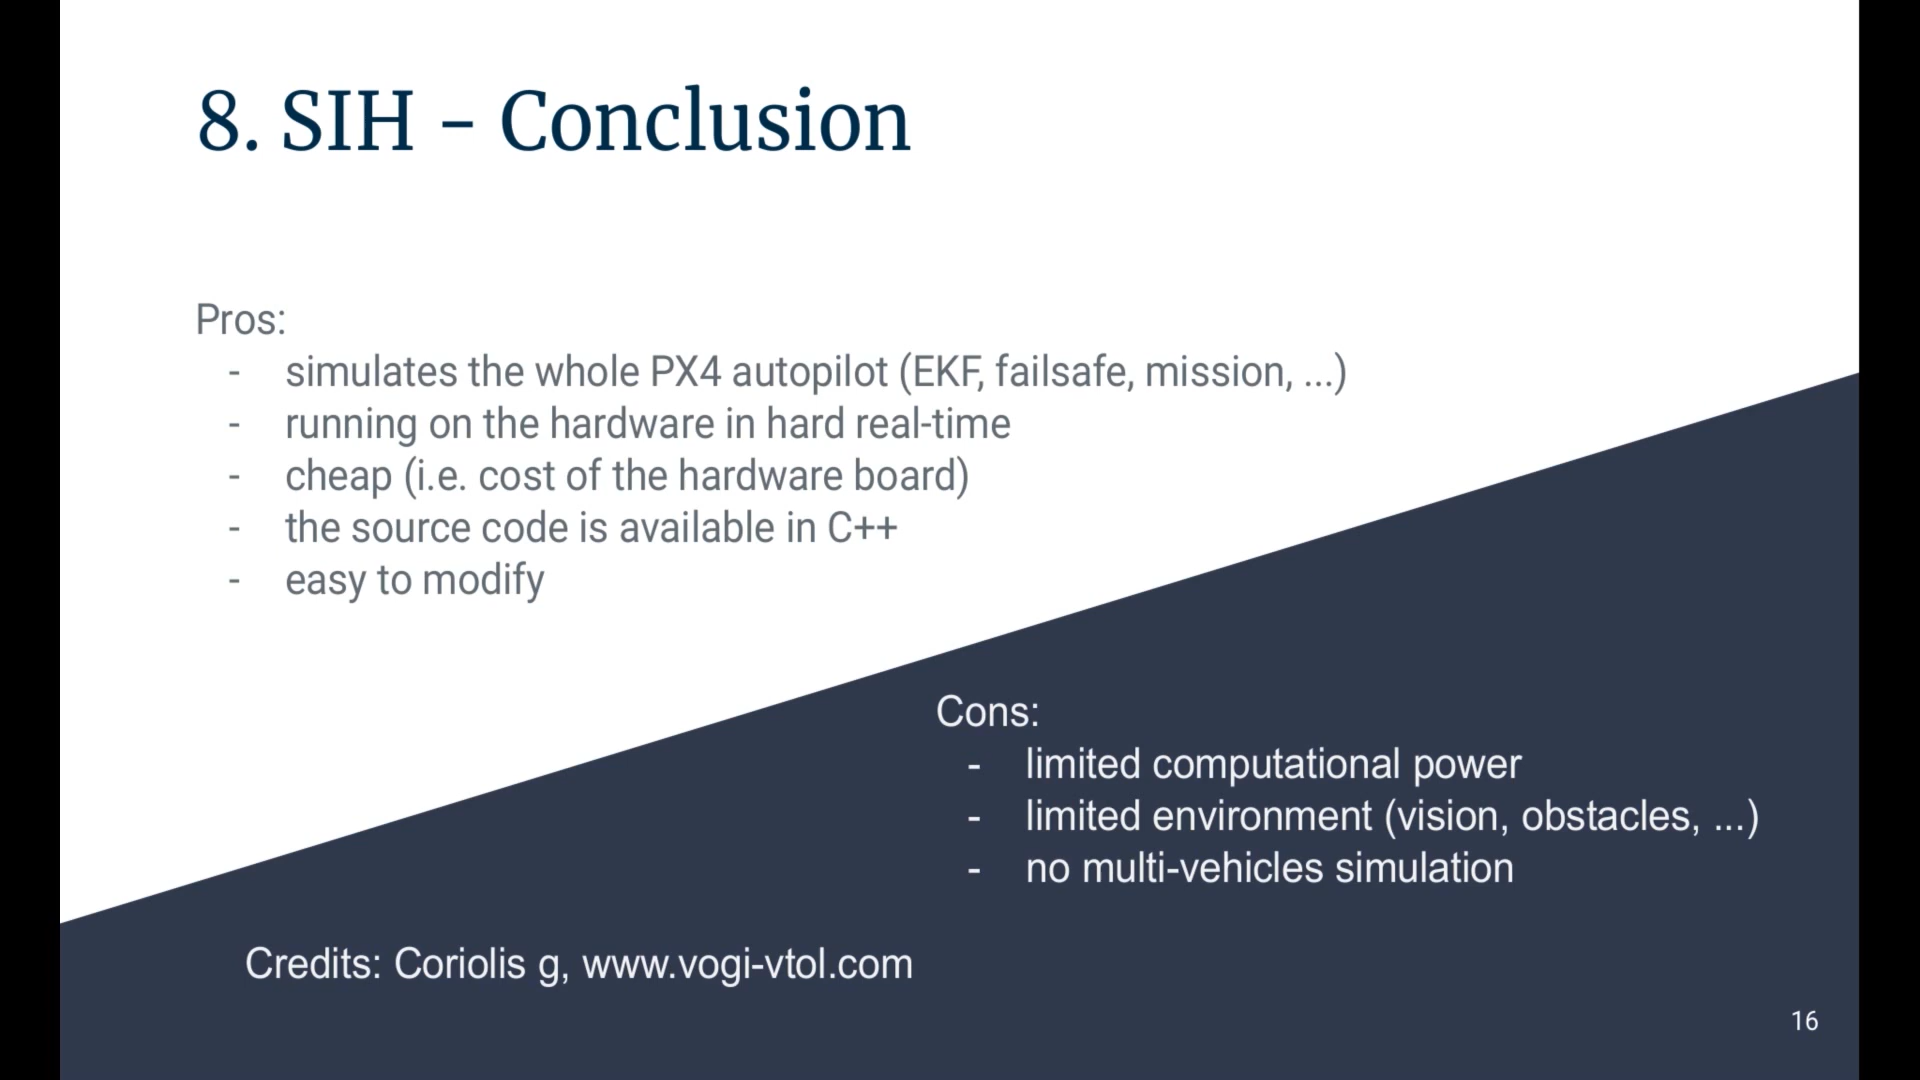 8. SIH - Conclusion
Pros:
- simulates the whole PX4 autopilot (EKF, failsafe, mission, ...)
- running on the hardware in hard real-time
- cheap (i.e. cost of the hardware board)
- the source code is available in C++
- easy to modify
Cons:
- limited computational power
- limited environment (vision, obstacles, ...)
- no multi-vehicles simulation
Credits: Coriolis g, www.vogi-vtol.com
16